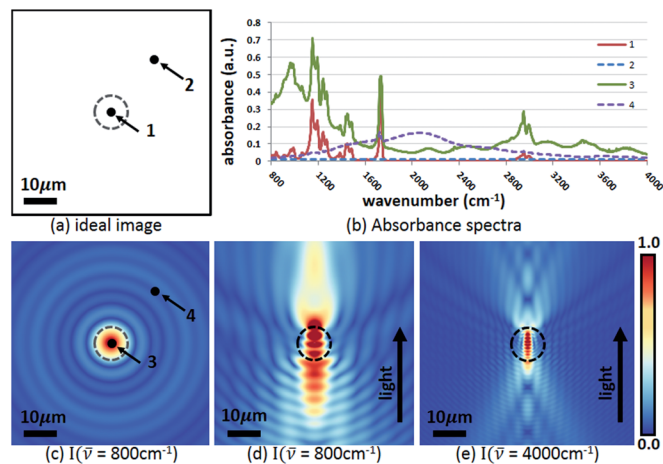 2
1
10μm
(a) ideal image
absorbance (a.u.)
0.8
0.7
0.6
0.5
0.4
0.3
0.2
0.1
0
1
2
3
4
800 1200 1600 2000 2400 2800 3200 3600 4000
wavenumber (cm⁻¹)
(b) Absorbance spectra
4
3
10μm
(c) I(ν̄ = 800cm⁻¹)
light
10μm
(d) I(ν̄ = 800cm⁻¹)
light
10μm
(e) I(ν̄ = 4000cm⁻¹)
1.0
0.0